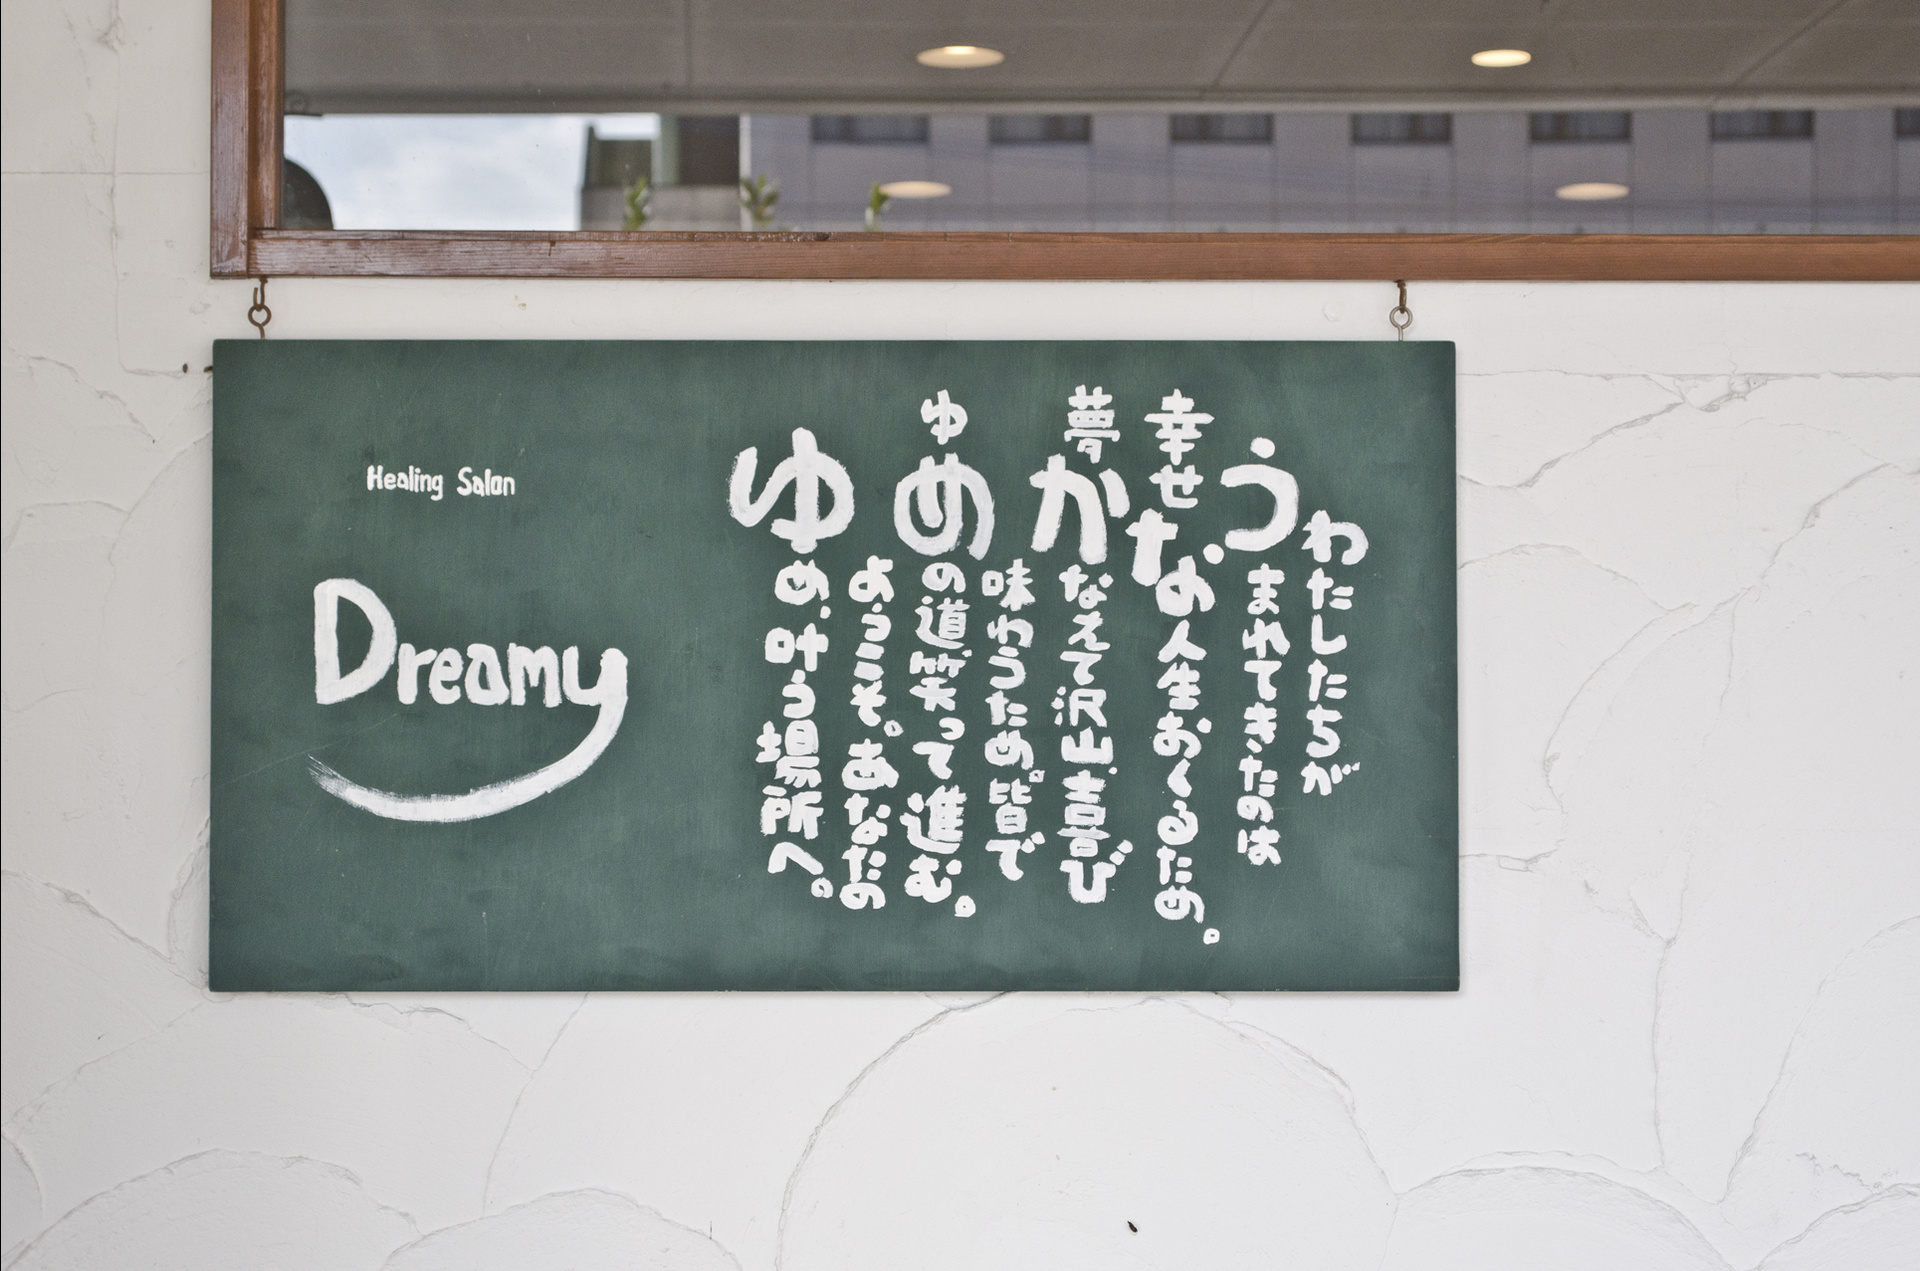 Healing Salon
Dreamy
わたしたちが
うまれてきたのは
幸せな人生おくるため。
夢かなえて沢山喜び
味わうため。皆で
ゆめの道笑って進む。
ようこそ。あなたの
ゆめ、叶う場所へ。